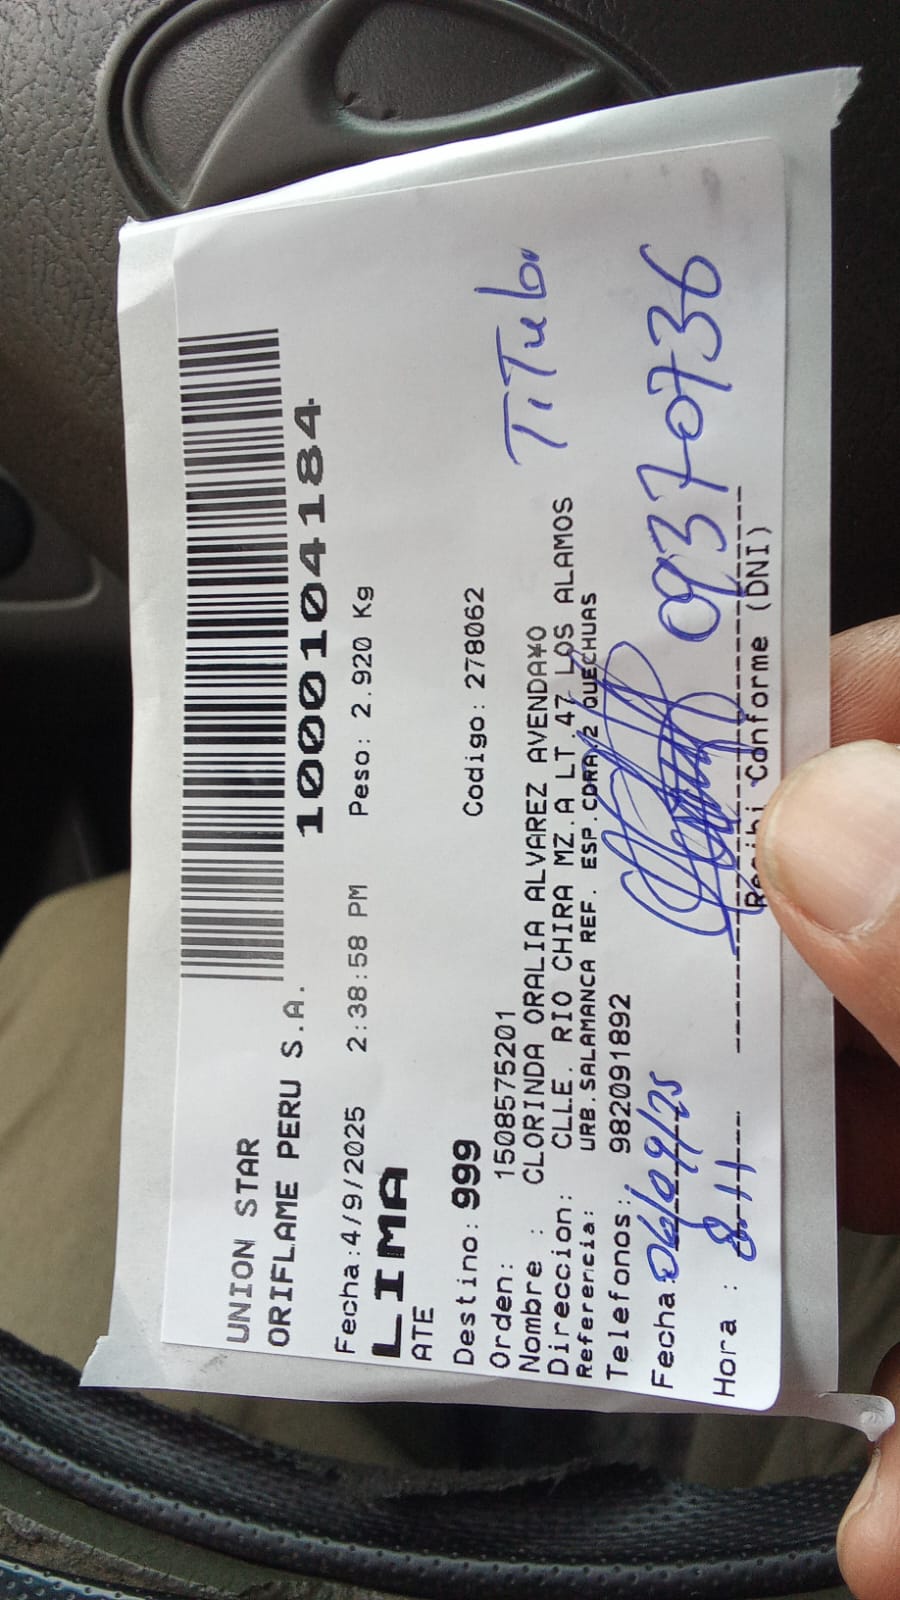 UNION STAR
ORIFLAME PERU S.A.
1000104184
Fecha:4/9/2025 2:38:58 PM Peso: 2.920 Kg
LIMA
ATE
Destino: 999 Codigo: 278062
Orden: 1508575201
Nombre : CLORINDA ORALIA ALVAREZ AVENDA¥O
Direccion: CLLE. RIO CHIRA MZ.A LT.47 LOS ALAMOS
Referencia: URB.SALAMANCA REF. ESP.CDRA.2 QUECHUAS
Telefonos: 982091892
TiTub
Fecha: 06/09/25
09370736
Hora : 8:11
Recibi Conforme (DNI)